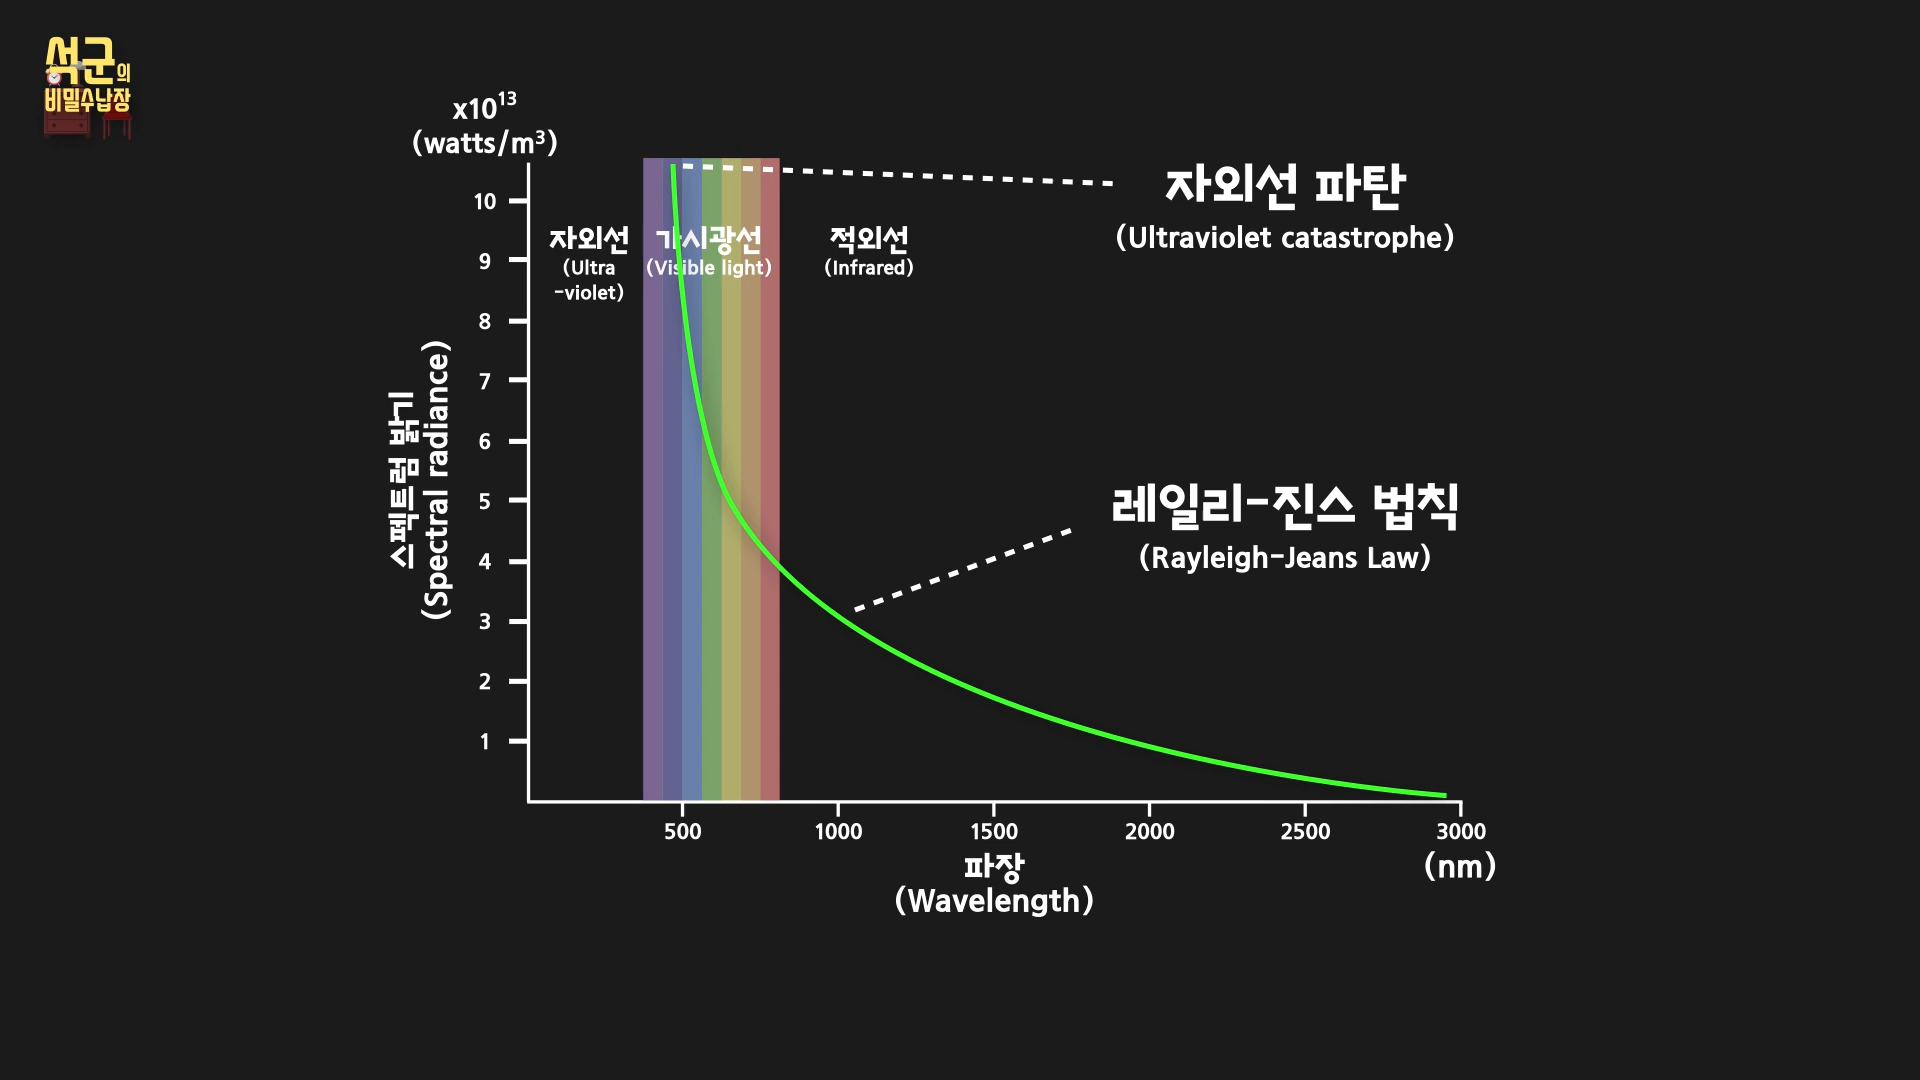 석군의
비밀수납장
x10¹³
(watts/m³)
10
9
8
7
6
5
4
3
2
1
스펙트럼 밝기
(Spectral radiance)
자외선
(Ultra
-violet)
가시광선
(Visible light)
적외선
(Infrared)
자외선 파탄
(Ultraviolet catastrophe)
레일리-진스 법칙
(Rayleigh-Jeans Law)
500 1000 1500 2000 2500 3000
파장
(Wavelength)
(nm)